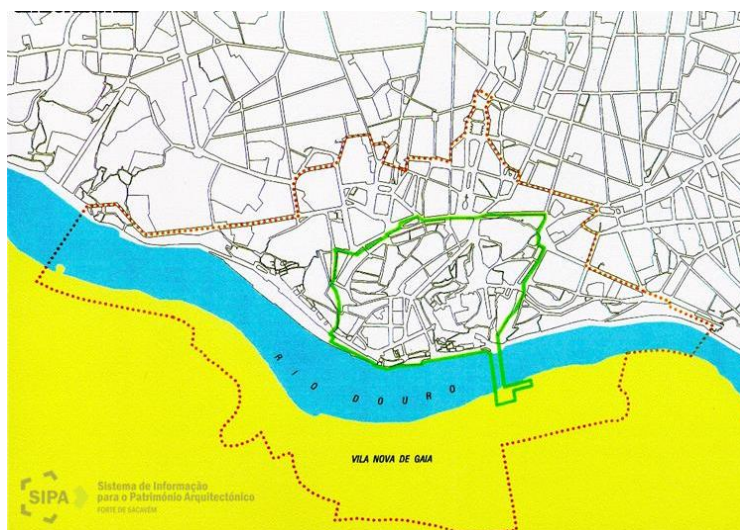 RIO DOURO
VILA NOVA DE GAIA
SIPA
Sistema de Informação
para o Património Arquitectónico
FORTE DE SACAVÉM